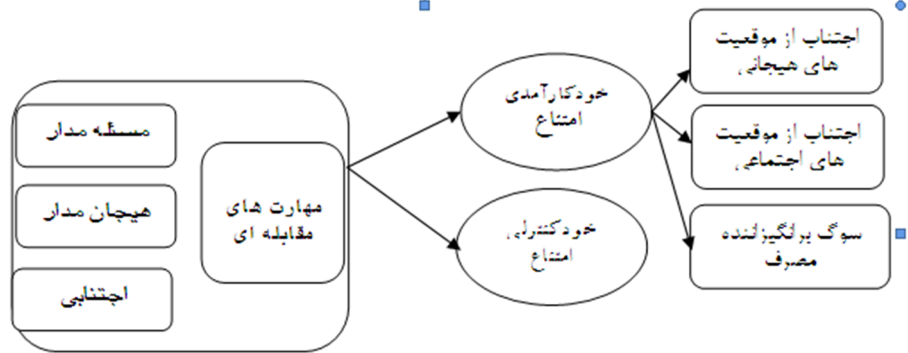 اجتناب از موقعیت
های هیجانی
خودکارآمدی
امتناع
مسئله مدار
اجتناب از موقعیت
های اجتماعی
مهارت های
مقابله ای
هیجان مدار
خودکنترلی
امتناع
سوگ برانگیزاننده
مصرف
اجتنابی